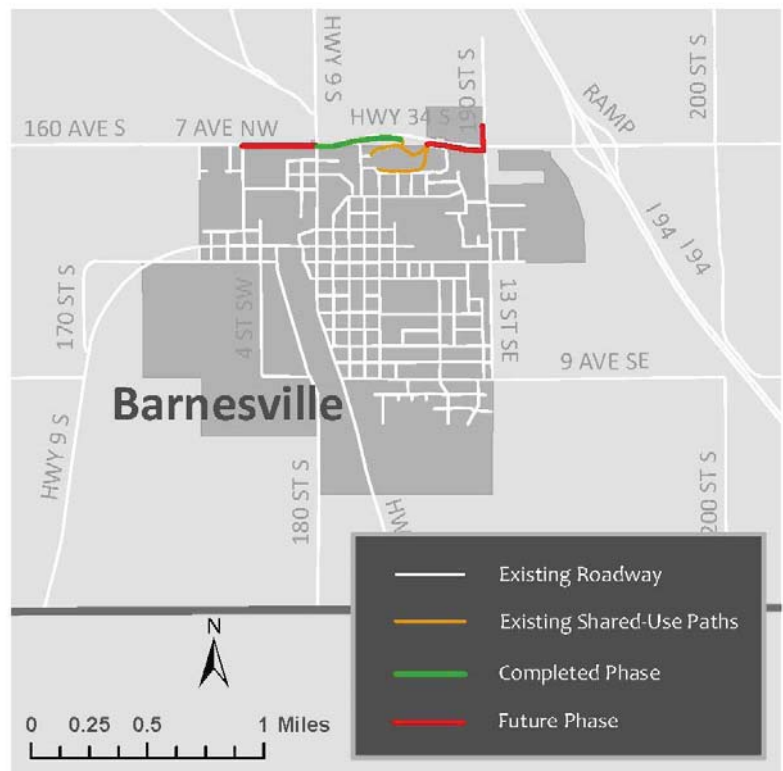 HWY 9 S
190 ST S
200 ST S
RAMP
HWY 34 S
160 AVE S
7 AVE NW
I 94
I 94
170 ST S
4 ST SW
13 ST SE
9 AVE SE
Barnesville
HWY 9 S
180 ST S
HW
200 ST S
Existing Roadway
Existing Shared-Use Paths
Completed Phase
Future Phase
N
0 0.25 0.5 1 Miles